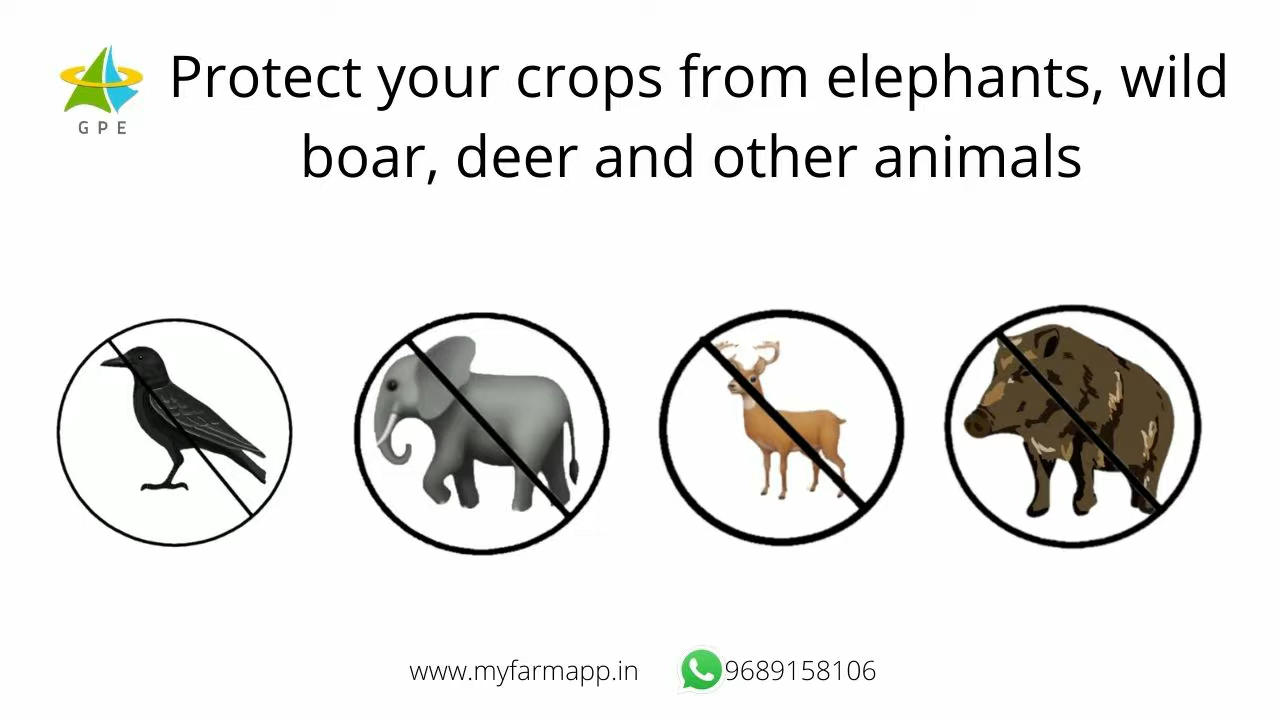 Protect your crops from elephants, wild
boar, deer and other animals
GPE
www.myfarmapp.in
9689158106